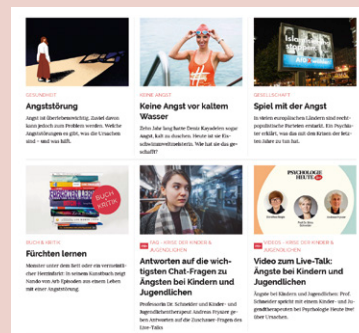 GESUNDHEIT
Angststörung
Angst ist überlebenswichtig. Zuviel davon
kann jedoch zum Problem werden. Welche
Angststörungen es gibt, was die Ursachen
sind – und was hilft.
KEINE ANGST
Keine Angst vor kaltem
Wasser
Zehn Jahr lang hatte Deniz Kayadelen sogar
Angst, kalt zu duschen. Heute ist sie Eis-
schwimmweltmeisterin. Wie hat sie das ge-
schafft?
GESELLSCHAFT
Spiel mit der Angst
In vielen europäischen Ländern sind recht-
populistische Parteien erstarkt. Ein Psychia-
ter erklärt, was das mit den Krisen der letz-
ten Jahre zu tun hat.
BUCH
KRITIK
BUCH & KRITIK
Fürchten lernen
Monster unter dem Bett oder ein vermeintli-
cher Herzinfarkt: In seinem Kunstbuch zeigt
Nando von Arb Episoden aus einem Leben
mit einer Angststörung.
FAQ - KRISE DER KINDER &
JUGENDLICHEN
Antworten auf die wich-
tigsten Chat-Fragen zu
Ängsten bei Kindern und
Jugendlichen
Professorin Dr. Schneider und Kinder- und
Jugendlichentherapeut Andreas Hyssner ge-
ben Antworten auf die Zuschauer-Fragen des
Live-Talks
PSYCHOLOGIE
HEUTE live
VIDEOS - KRISE DER KINDER &
JUGENDLICHEN
Video zum Live-Talk:
Ängste bei Kindern und
Jugendlichen
Ängste bei Kindern und Jugendlichen: Prof.
Schneider spricht mit einem Kinder- und Ju-
gendtherapeuten bei Psychologie Heute live
über Ursachen.